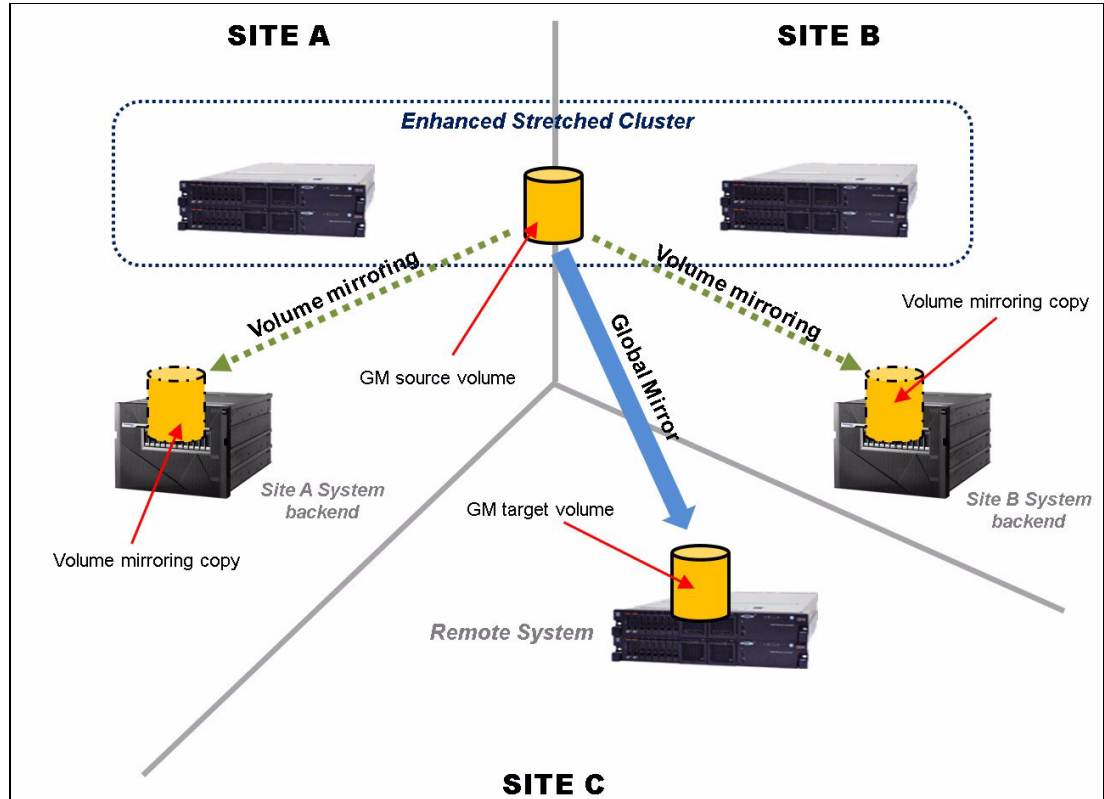 SITE A
SITE B
Enhanced Stretched Cluster
Volume mirroring
Volume mirroring
Volume mirroring copy
GM source volume
Global Mirror
Site A System
backend
Site B System
backend
GM target volume
Volume mirroring copy
Remote System
SITE C